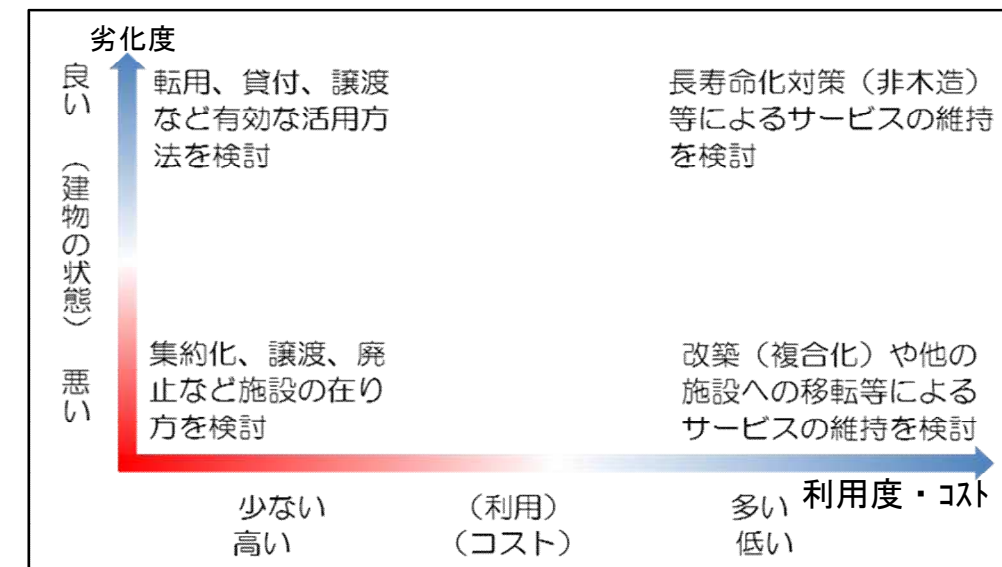 劣化度
良い
(建物の状態)
悪い
転用、貸付、譲渡
など有効な活用方
法を検討
長寿命化対策(非木造)
等によるサービスの維持
を検討
集約化、譲渡、廃
止など施設の在り
方を検討
改築(複合化)や他の
施設への移転等による
サービスの維持を検討
少ない (利用) 多い 利用度・コスト
高い (コスト) 低い